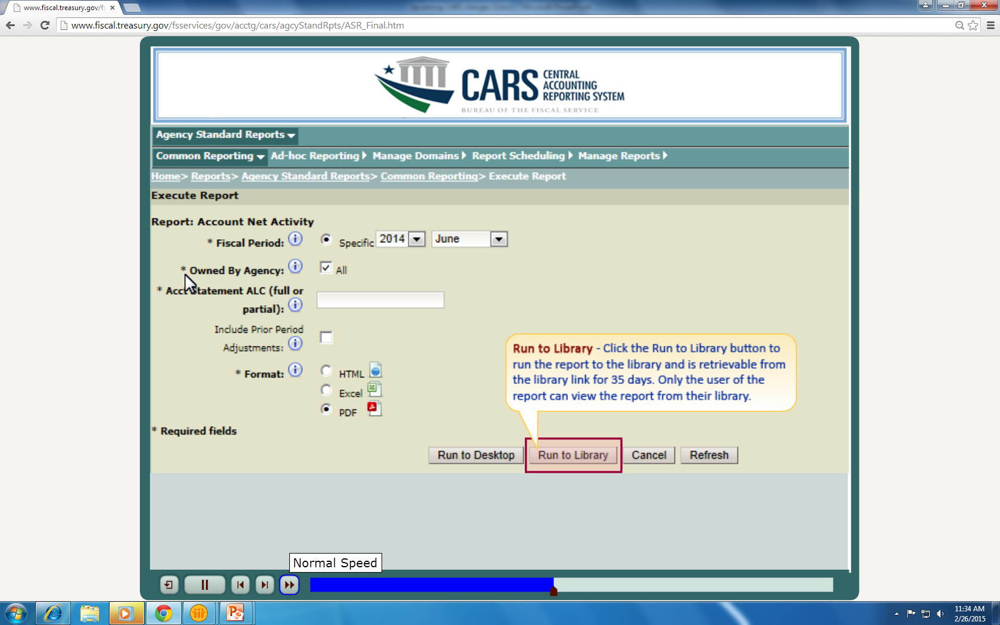 www.fiscal.treasury.gov/fs
www.fiscal.treasury.gov/fsservices/gov/acctg/cars/agcyStandRpts/ASR_Final.htm
CARS CENTRAL
ACCOUNTING
REPORTING SYSTEM
BUREAU OF THE FISCAL SERVICE
Agency Standard Reports
Common Reporting Ad-hoc Reporting Manage Domains Report Scheduling Manage Reports
Home> Reports> Agency Standard Reports> Common Reporting> Execute Report
Execute Report
Report: Account Net Activity
* Fiscal Period: Specific 2014 June
* Owned By Agency: All
* Acct Statement ALC (full or
partial):
Include Prior Period
Adjustments:
* Format: HTML
Excel
PDF
Run to Library - Click the Run to Library button to
run the report to the library and is retrievable from
the library link for 35 days. Only the user of the
report can view the report from their library.
* Required fields
Run to Desktop Run to Library Cancel Refresh
Normal Speed
11:34 AM
2/26/2015